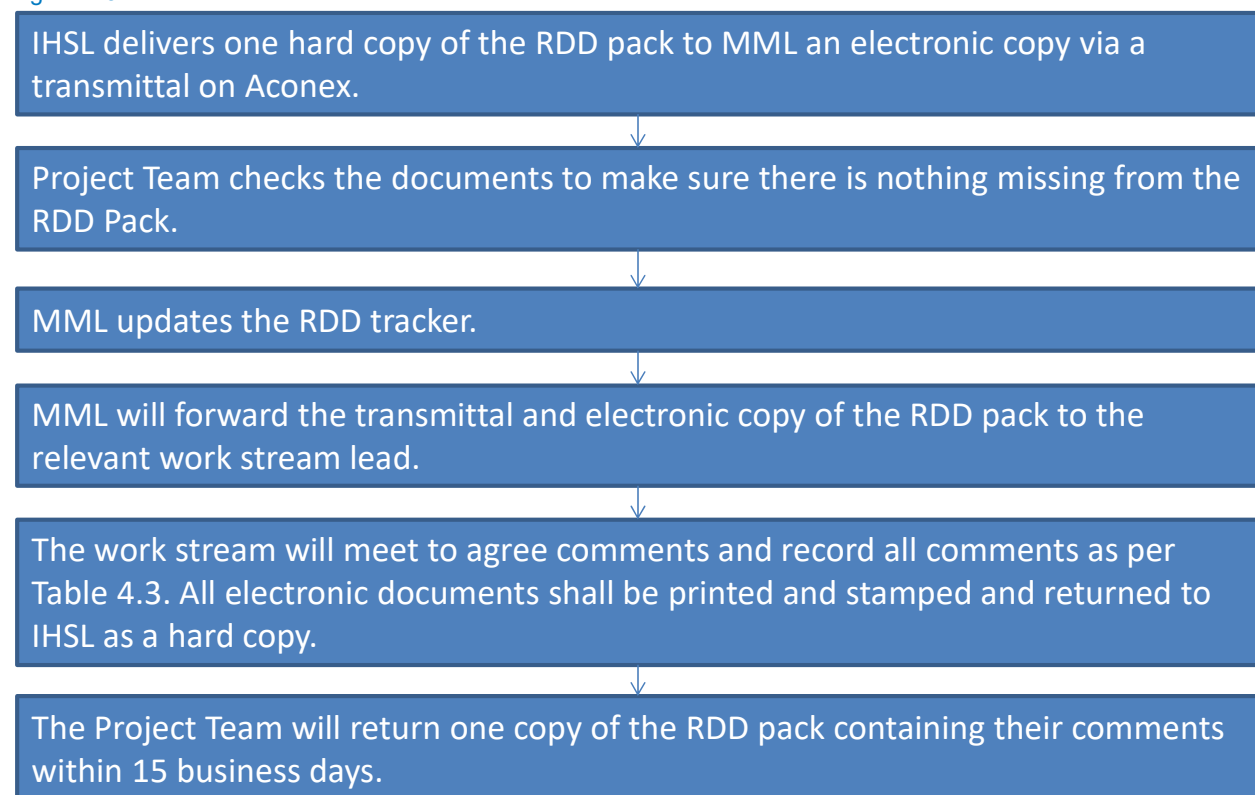 IHSL delivers one hard copy of the RDD pack to MML an electronic copy via a
transmittal on Aconex.
Project Team checks the documents to make sure there is nothing missing from the
RDD Pack.
MML updates the RDD tracker.
MML will forward the transmittal and electronic copy of the RDD pack to the
relevant work stream lead.
The work stream will meet to agree comments and record all comments as per
Table 4.3. All electronic documents shall be printed and stamped and returned to
IHSL as a hard copy.
The Project Team will return one copy of the RDD pack containing their comments
within 15 business days.